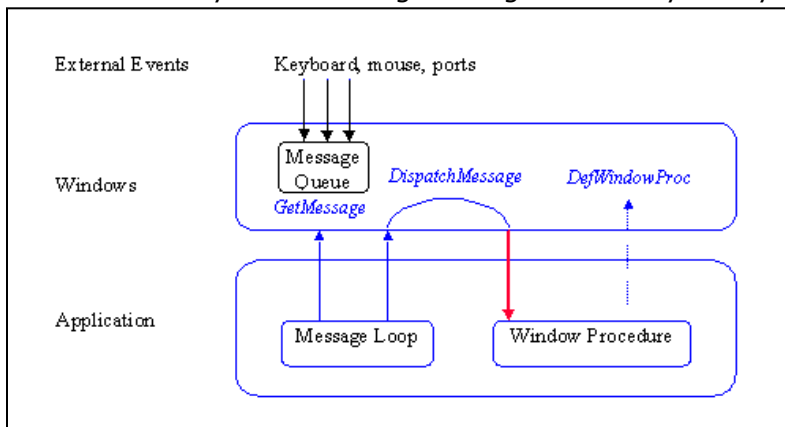 External Events
Keyboard, mouse, ports
Message
Queue
DispatchMessage
DefWindowProc
Windows
GetMessage
Application
Message Loop
Window Procedure